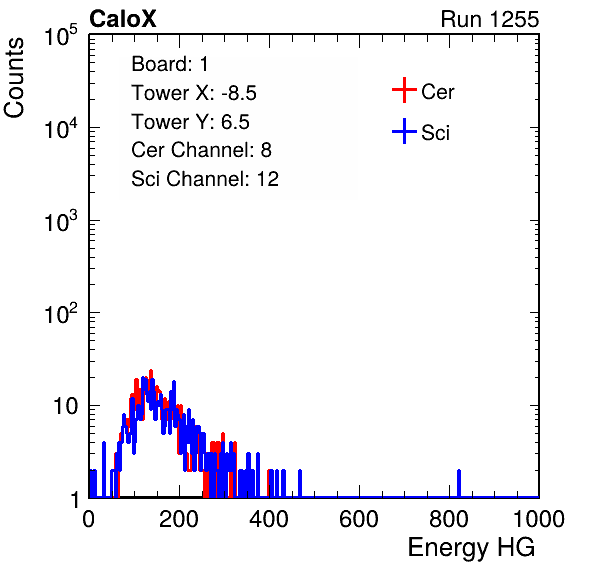 CaloX Run 1255
Counts
Board: 1
Tower X: -8.5
Tower Y: 6.5
Cer Channel: 8
Sci Channel: 12
Cer
Sci
10^5
10^4
10^3
10^2
10
1
0 200 400 600 800 1000
Energy HG